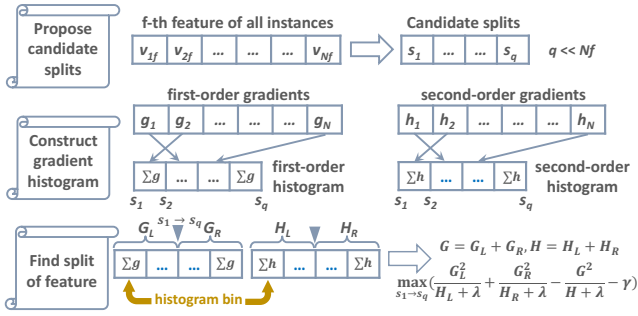 Propose candidate splits
f-th feature of all instances
v1f v2f ... ... ... vNf
Candidate splits
s1 ... ... sq
q << Nf
Construct gradient histogram
first-order gradients
g1 g2 ... ... ... gN
∑g ... ... ∑g
s1 s2 sq
first-order histogram
second-order gradients
h1 h2 ... ... ... hN
∑h ... ... ∑h
s1 s2 sq
second-order histogram
Find split of feature
s1 → sq
GL GR
∑g ... ... ∑g
HL HR
∑h ... ... ∑h
histogram bin
G = GL + GR, H = HL + HR
max s1→sq (GL²/(HL + λ) + GR²/(HR + λ) − G²/(H + λ) − γ)